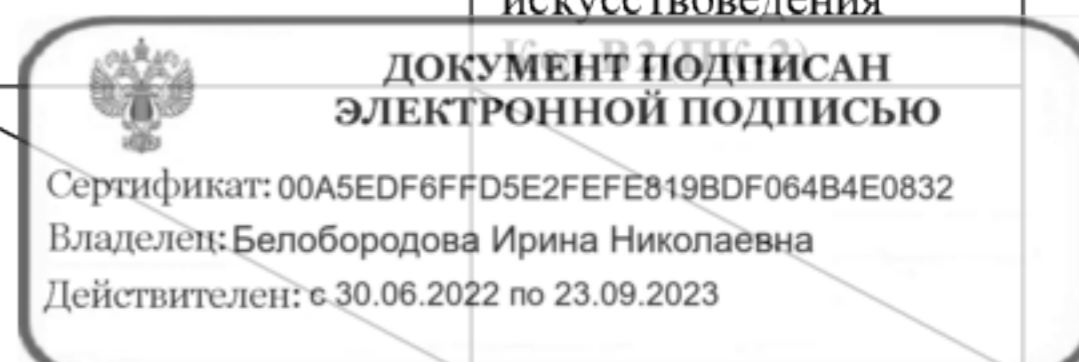 искусствоведения
ДОКУМЕНТ ПОДПИСАН
ЭЛЕКТРОННОЙ ПОДПИСЬЮ
Сертификат: 00A5EDF6FFD5E2FEFE819BDF064B4E0832
Владелец: Белобородова Ирина Николаевна
Действителен: с 30.06.2022 по 23.09.2023